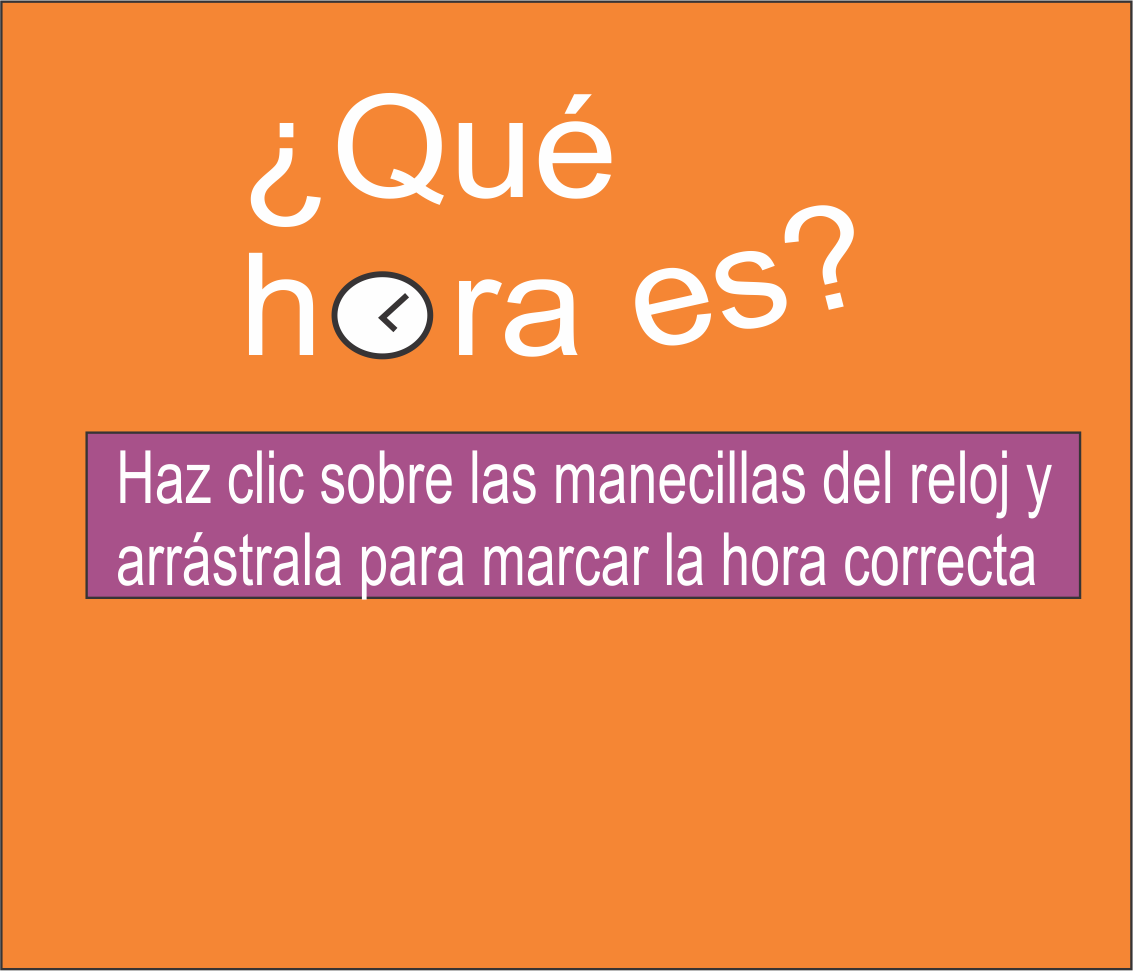 ¿Qué
hora es?
Haz clic sobre las manecillas del reloj y
arrástrala para marcar la hora correcta